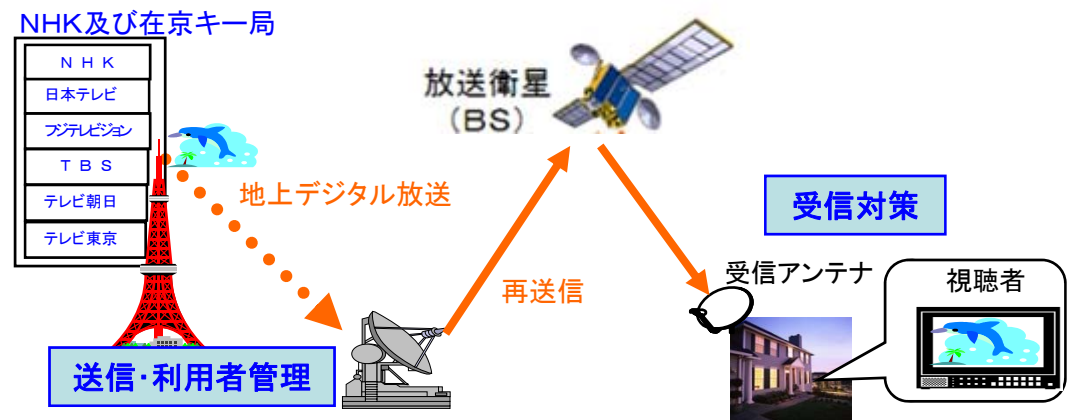 NHK及び在京キー局
NHK
日本テレビ
フジテレビジョン
TBS
テレビ朝日
テレビ東京
放送衛星
(BS)
地上デジタル放送
再送信
受信対策
受信アンテナ
視聴者
送信・利用者管理